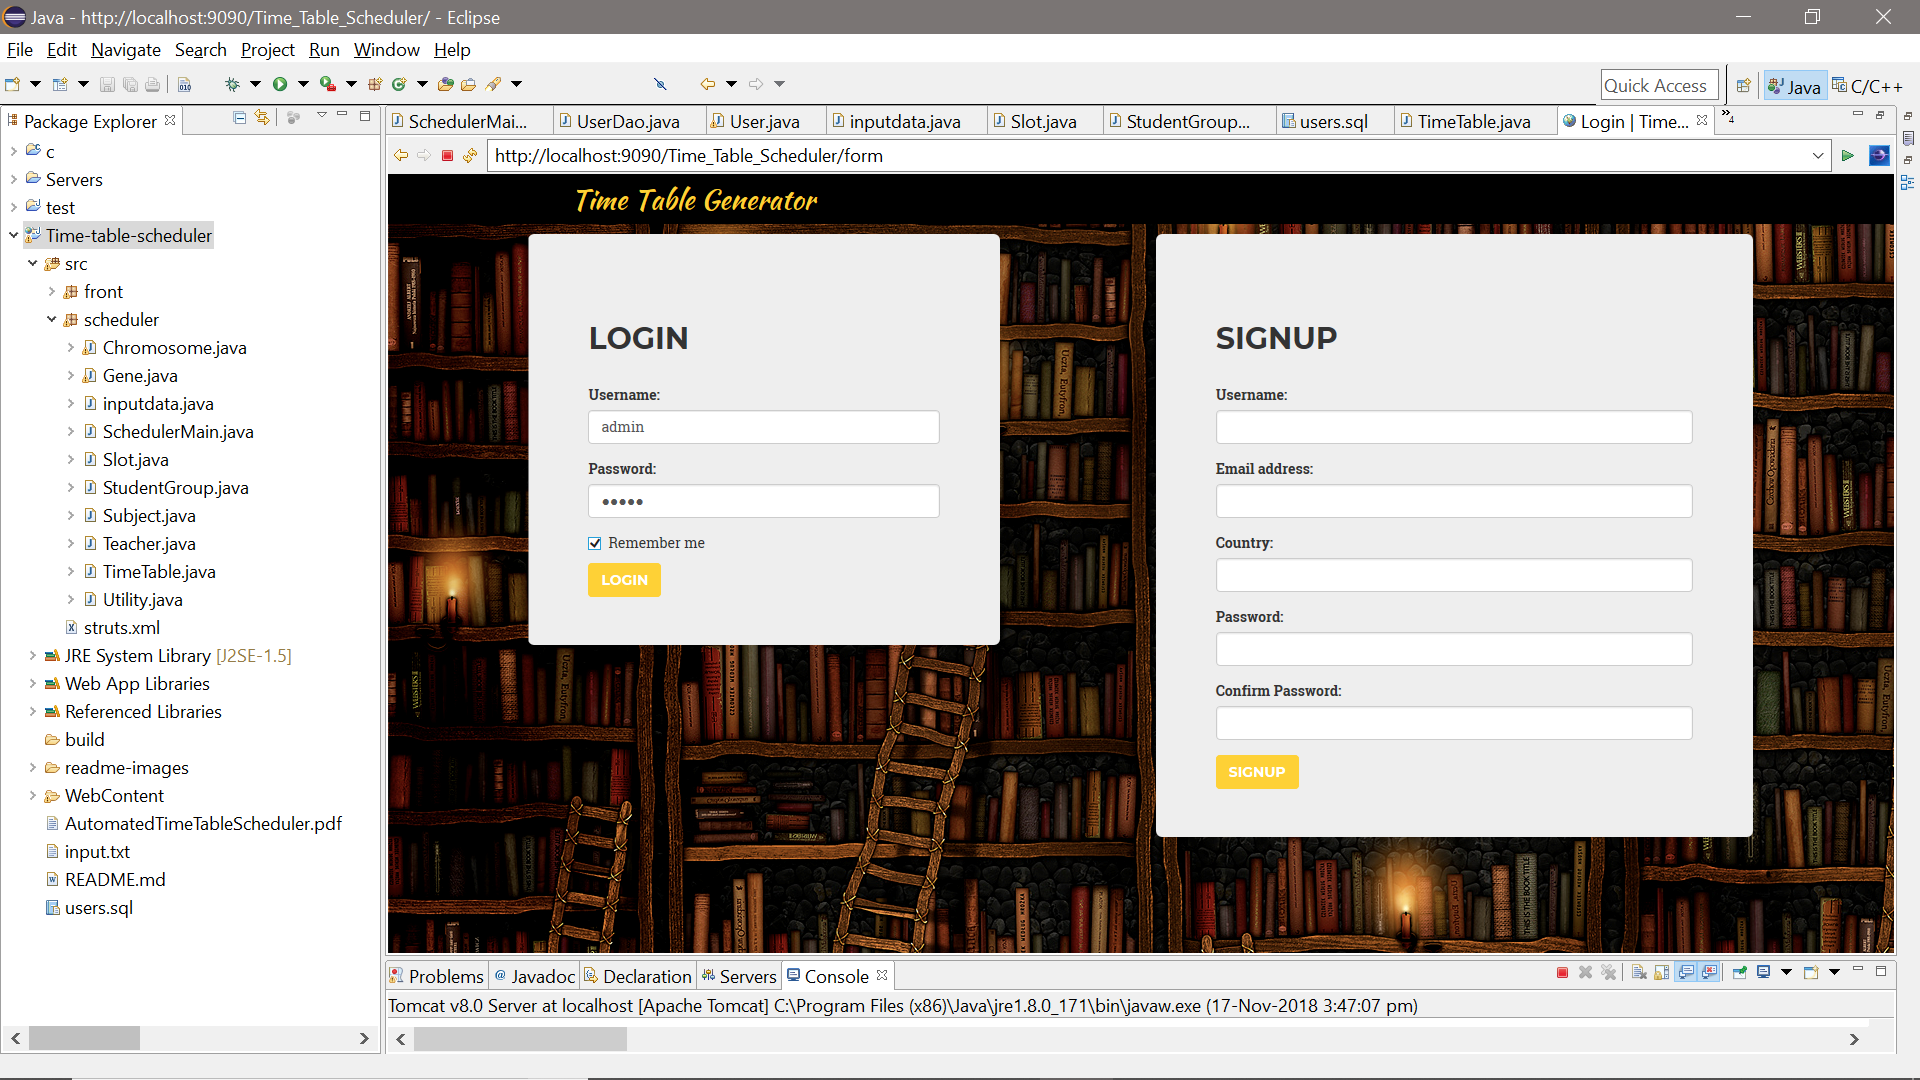 Java - http://localhost:9090/Time_Table_Scheduler/ - Eclipse
File Edit Navigate Search Project Run Window Help
Quick Access Java C/C++
Package Explorer
SchedulerMai... UserDao.java User.java inputdata.java Slot.java StudentGroup... users.sql TimeTable.java Login | Time... »4
http://localhost:9090/Time_Table_Scheduler/form
c
Servers
test
Time-table-scheduler
src
front
scheduler
Chromosome.java
Gene.java
inputdata.java
SchedulerMain.java
Slot.java
StudentGroup.java
Subject.java
Teacher.java
TimeTable.java
Utility.java
struts.xml
JRE System Library [J2SE-1.5]
Web App Libraries
Referenced Libraries
build
readme-images
WebContent
AutomatedTimeTableScheduler.pdf
input.txt
README.md
users.sql
Time Table Generator
LOGIN
Username:
admin
Password:
•••••
Remember me
LOGIN
SIGNUP
Username:
Email address:
Country:
Password:
Confirm Password:
SIGNUP
Problems @ Javadoc Declaration Servers Console
Tomcat v8.0 Server at localhost [Apache Tomcat] C:\Program Files (x86)\Java\jre1.8.0_171\bin\javaw.exe (17-Nov-2018 3:47:07 pm)